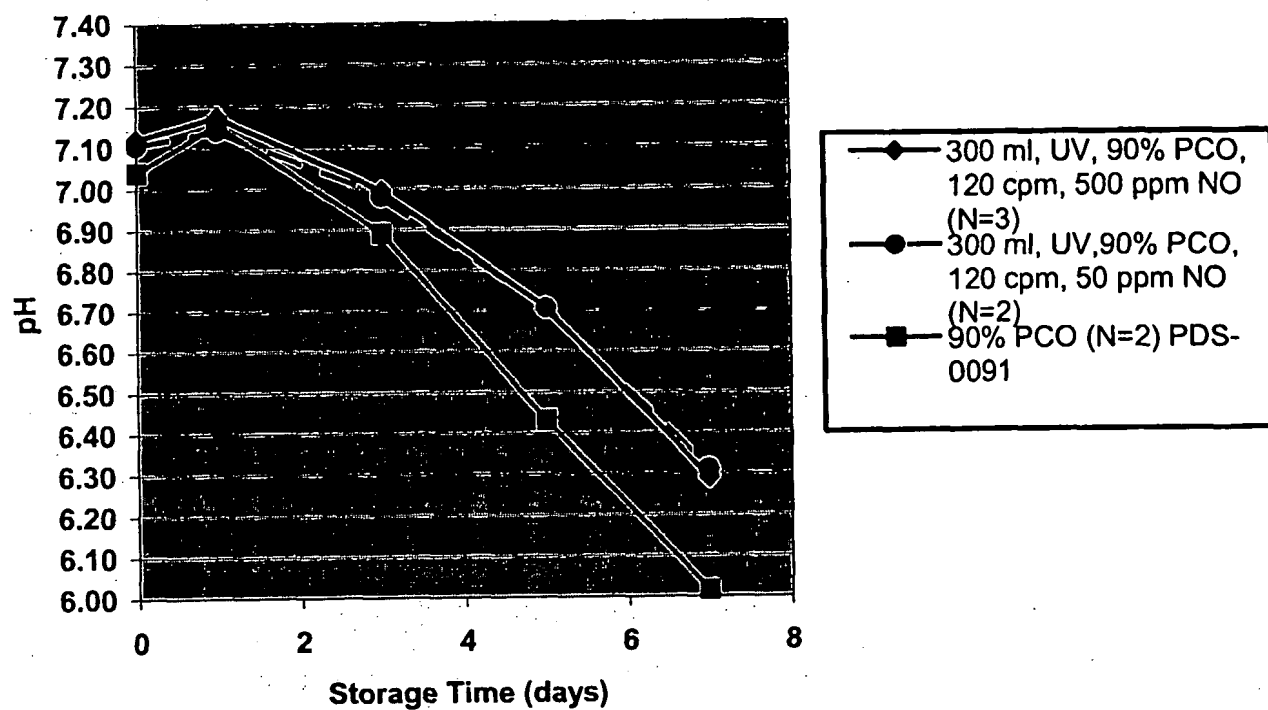 7.40
7.30
7.20
7.10
7.00
6.90
6.80
6.70
6.60
6.50
6.40
6.30
6.20
6.10
6.00
pH
0 2 4 6 8
Storage Time (days)
300 ml, UV, 90% PCO,
120 cpm, 500 ppm NO
(N=3)
300 ml, UV,90% PCO,
120 cpm, 50 ppm NO
(N=2)
90% PCO (N=2) PDS-
0091